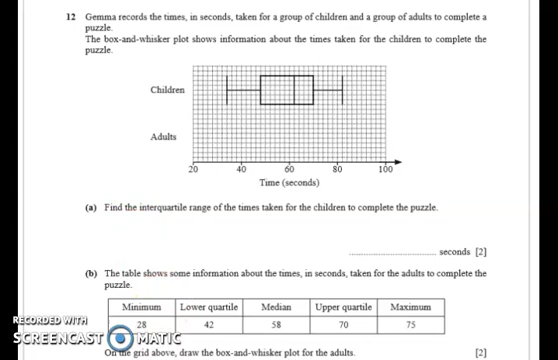 12 Gemma records the times, in seconds, taken for a group of children and a group of adults to complete a
puzzle.
The box-and-whisker plot shows information about the times taken for the children to complete the
puzzle.
Children
Adults
20 40 60 80 100
Time (seconds)
(a) Find the interquartile range of the times taken for the children to complete the puzzle.
.................................... seconds [2]
(b) The table shows some information about the times, in seconds, taken for the adults to complete the
puzzle.
Minimum Lower quartile Median Upper quartile Maximum
28 42 58 70 75
On the grid above, draw the box-and-whisker plot for the adults. [2]
RECORDED WITH
SCREENCAST MATIC